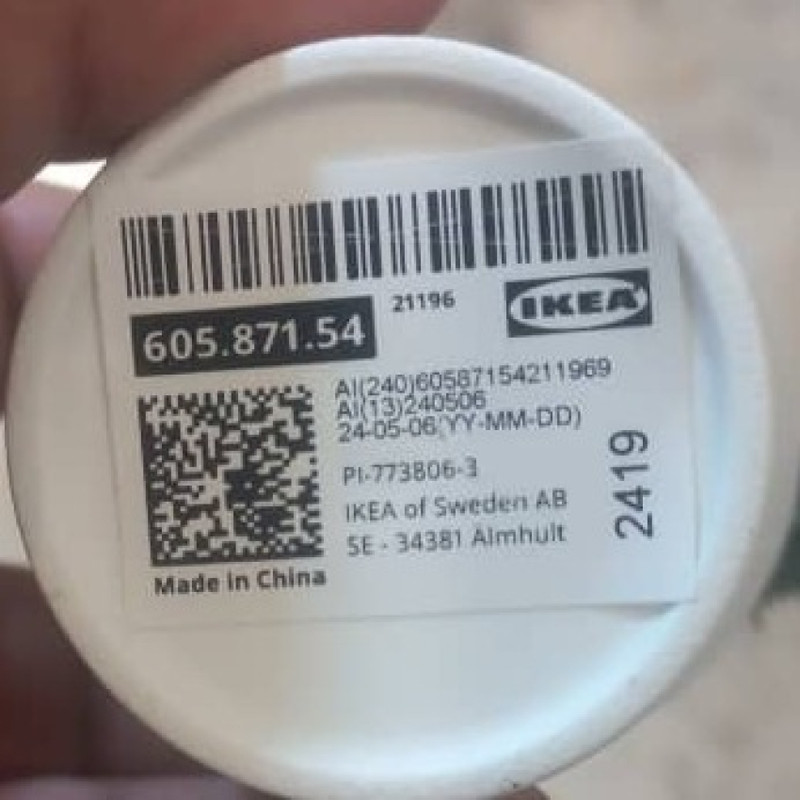 21196
IKEA
605.871.54
AI(240)60587154211969
AI(13)240506
24-05-06(YY-MM-DD)
PI-773806-3
IKEA of Sweden AB
SE - 34381 Almhult
2419
Made in China